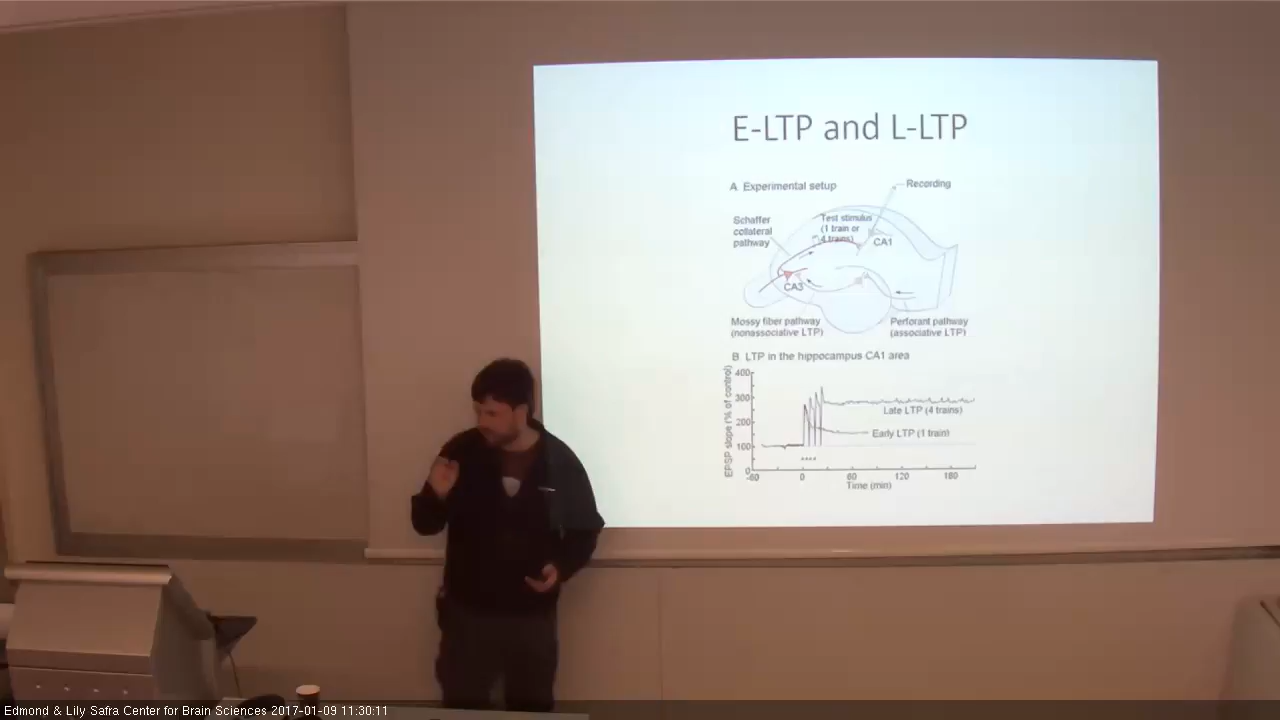 E-LTP and L-LTP
A Experimental setup
Recording
Schaffer
collateral
pathway
Test stimulus
(1 train or
4 trains)
CA1
CA3
Mossy fiber pathway
(nonassociative LTP)
Perforant pathway
(associative LTP)
B LTP in the hippocampus CA1 area
EPSP slope (% of control)
400
300
200
100
0
Late LTP (4 trains)
Early LTP (1 train)
-60 0 60 120 180
Time (min)
Edmond & Lily Safra Center for Brain Sciences 2017-01-09 11:30:11